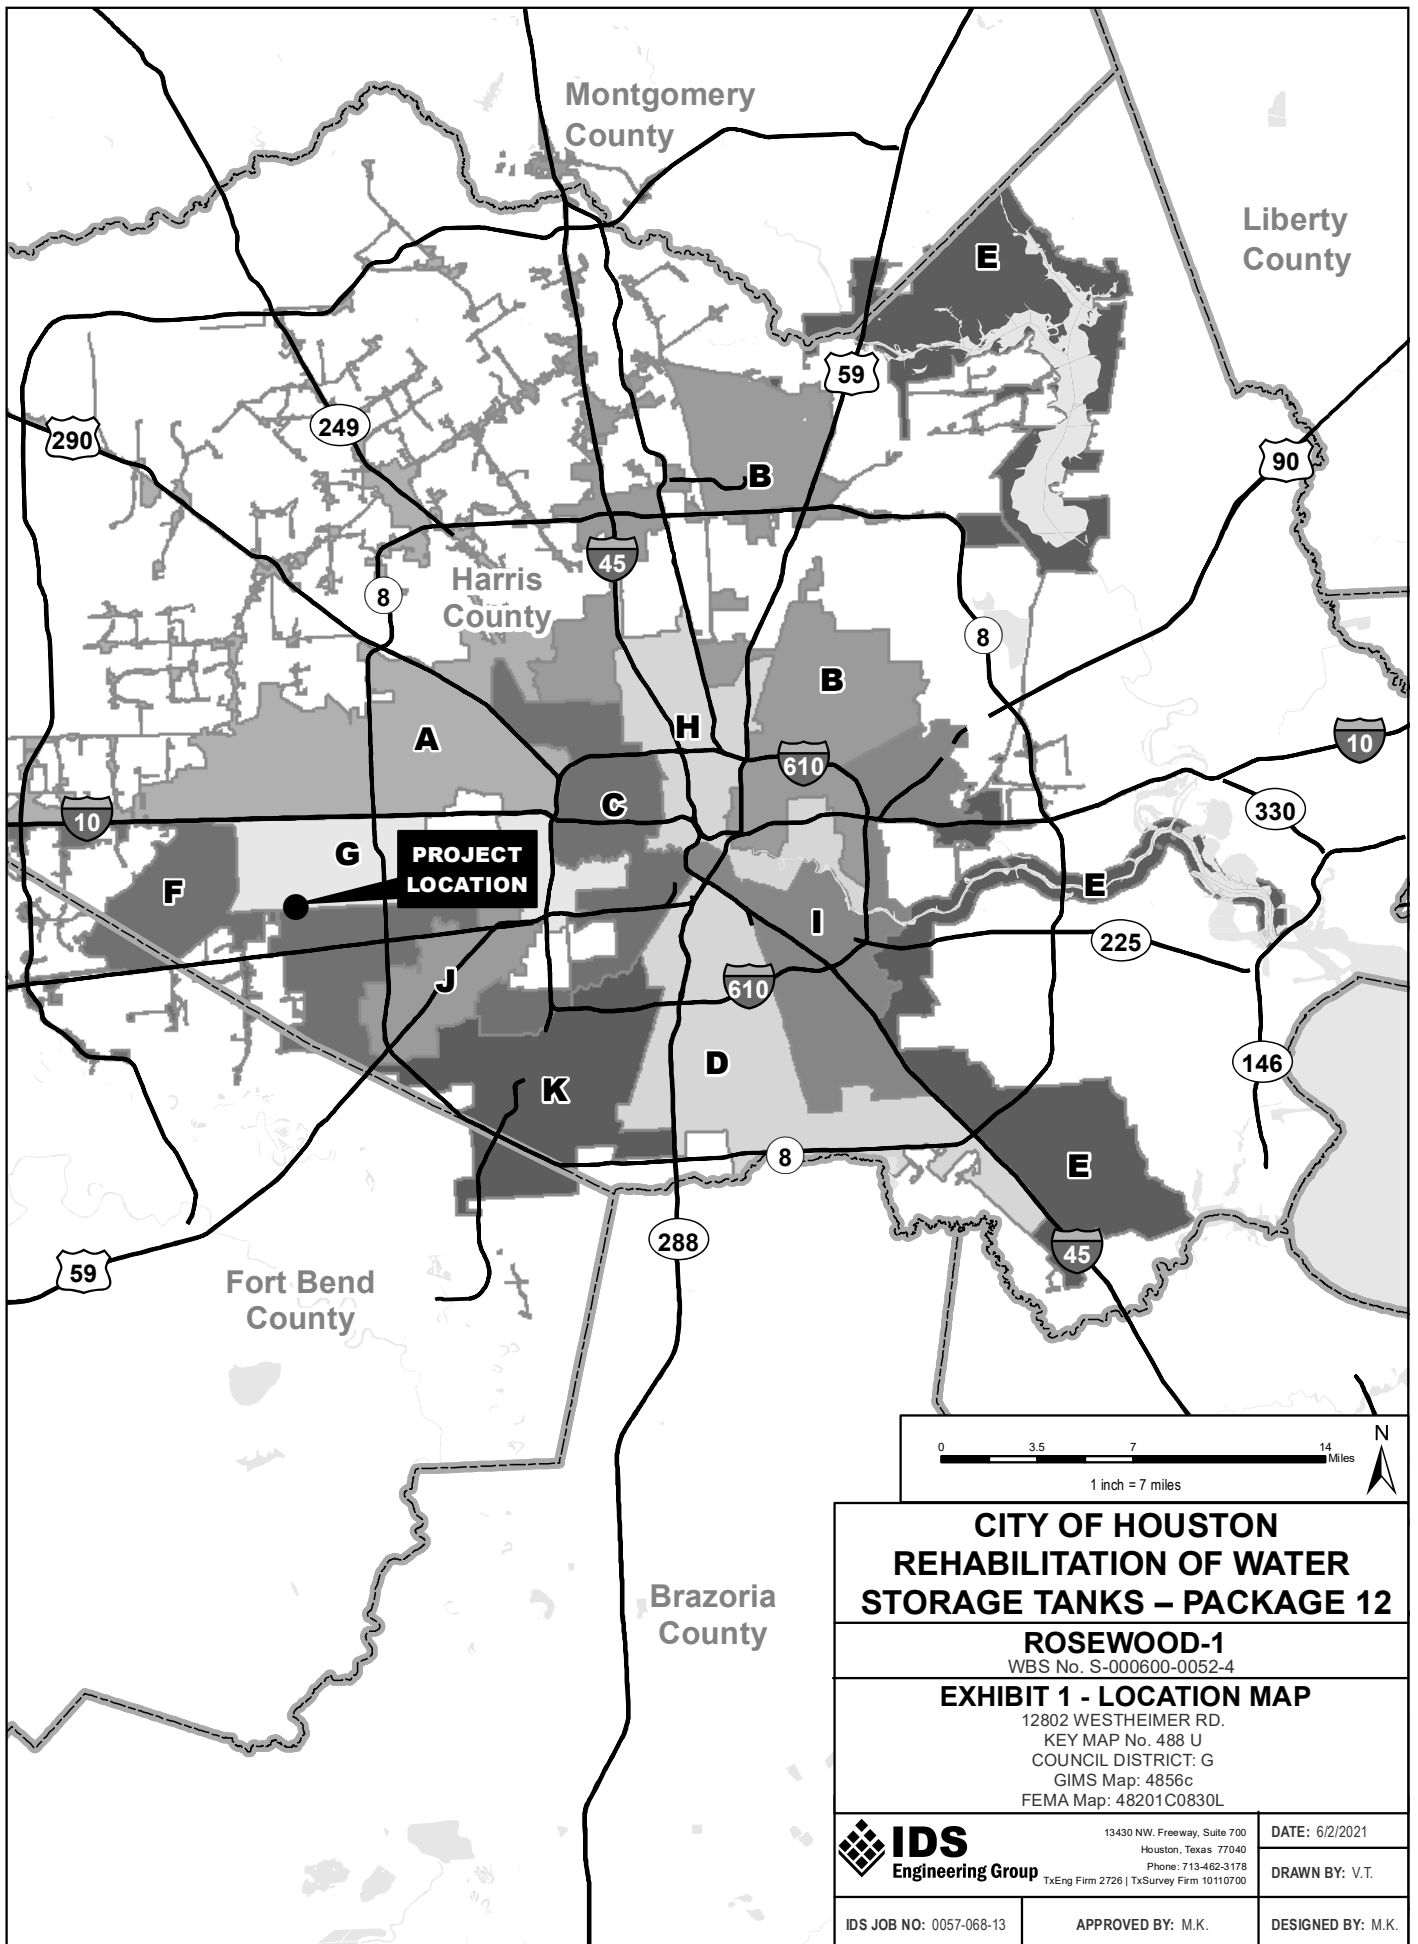 Montgomery
County
Liberty
County
E
59
290
249
90
B
45
Harris
County
8
8
B
H
A
10
610
C
330
10
G
PROJECT
LOCATION
F
E
I
225
J
610
146
D
K
8
E
288
45
59
Fort Bend
County
N
0 3.5 7 14
Miles
1 inch = 7 miles
CITY OF HOUSTON
REHABILITATION OF WATER
STORAGE TANKS – PACKAGE 12
Brazoria
County
ROSEWOOD-1
WBS No. S-000600-0052-4
EXHIBIT 1 - LOCATION MAP
12802 WESTHEIMER RD.
KEY MAP No. 488 U
COUNCIL DISTRICT: G
GIMS Map: 4856c
FEMA Map: 48201C0830L
IDS
Engineering Group
13430 NW. Freeway, Suite 700
Houston, Texas 77040
Phone: 713-462-3178
TxEng Firm 2726 | TxSurvey Firm 10110700
DATE: 6/2/2021
DRAWN BY: V.T.
IDS JOB NO: 0057-068-13
APPROVED BY: M.K.
DESIGNED BY: M.K.